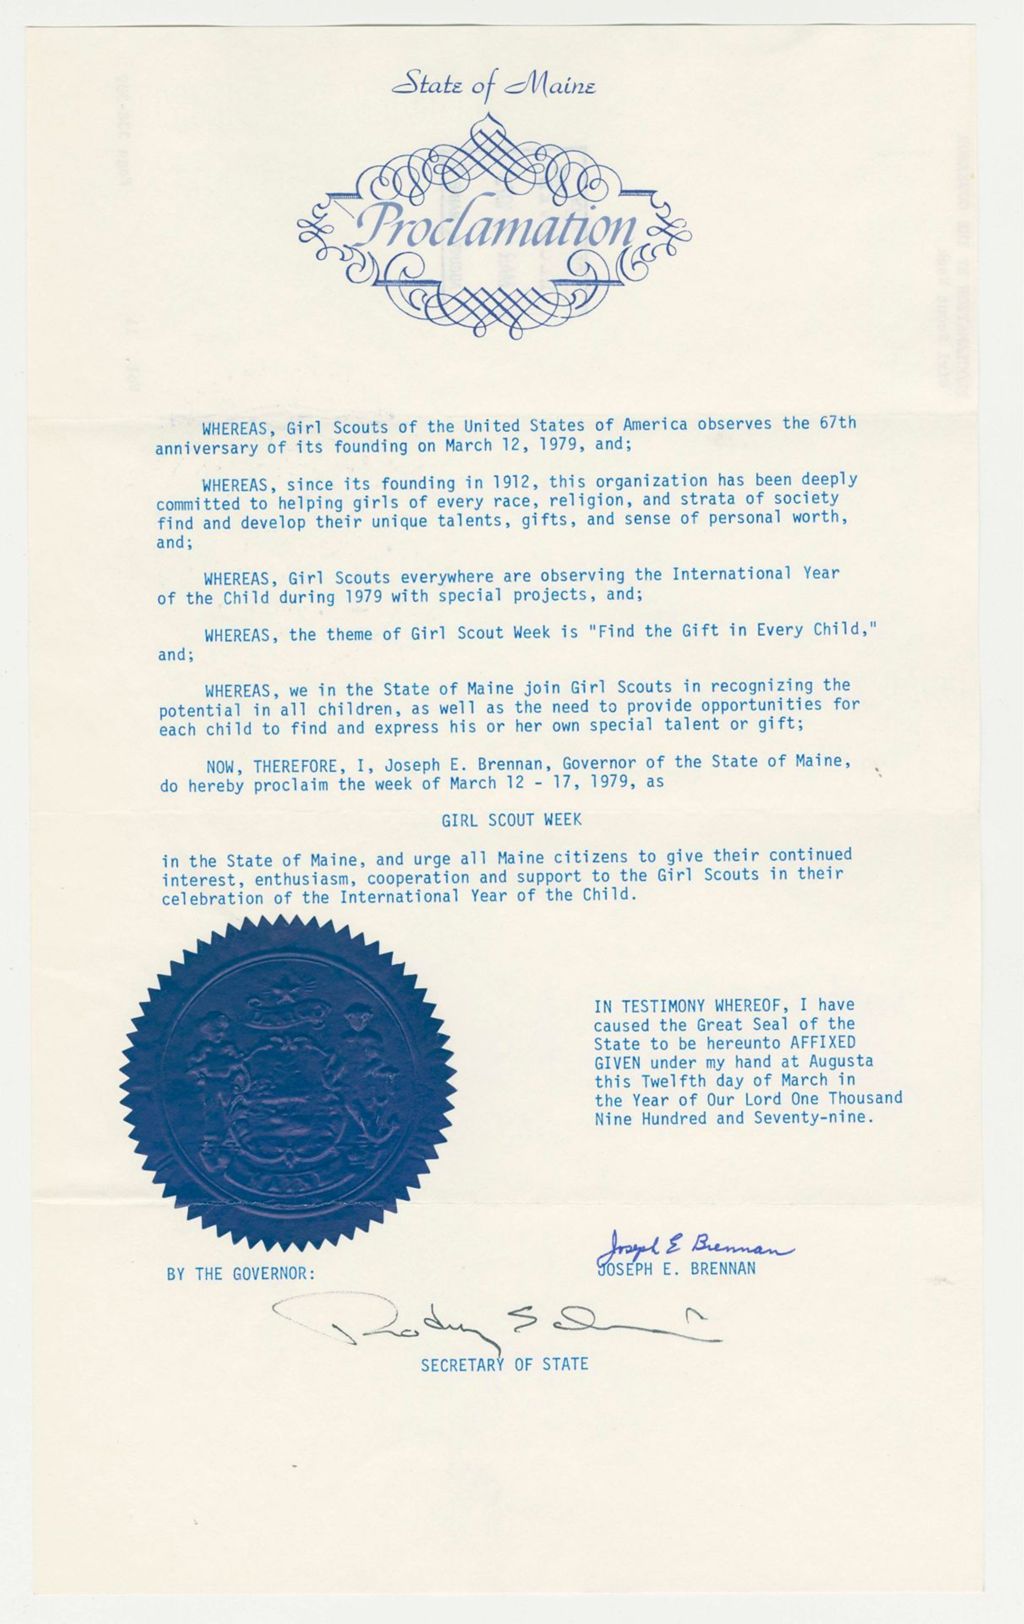 State of Maine
Proclamation
WHEREAS, Girl Scouts of the United States of America observes the 67th
anniversary of its founding on March 12, 1979, and;
WHEREAS, since its founding in 1912, this organization has been deeply
committed to helping girls of every race, religion, and strata of society
find and develop their unique talents, gifts, and sense of personal worth,
and;
WHEREAS, Girl Scouts everywhere are observing the International Year
of the Child during 1979 with special projects, and;
WHEREAS, the theme of Girl Scout Week is "Find the Gift in Every Child,"
and;
WHEREAS, we in the State of Maine join Girl Scouts in recognizing the
potential in all children, as well as the need to provide opportunities for
each child to find and express his or her own special talent or gift;
NOW, THEREFORE, I, Joseph E. Brennan, Governor of the State of Maine,
do hereby proclaim the week of March 12 - 17, 1979, as
GIRL SCOUT WEEK
in the State of Maine, and urge all Maine citizens to give their continued
interest, enthusiasm, cooperation and support to the Girl Scouts in their
celebration of the International Year of the Child.
IN TESTIMONY WHEREOF, I have
caused the Great Seal of the
State to be hereunto AFFIXED
GIVEN under my hand at Augusta
this Twelfth day of March in
the Year of Our Lord One Thousand
Nine Hundred and Seventy-nine.
Joseph E Brennan
JOSEPH E. BRENNAN
BY THE GOVERNOR:
Rodney
SECRETARY OF STATE